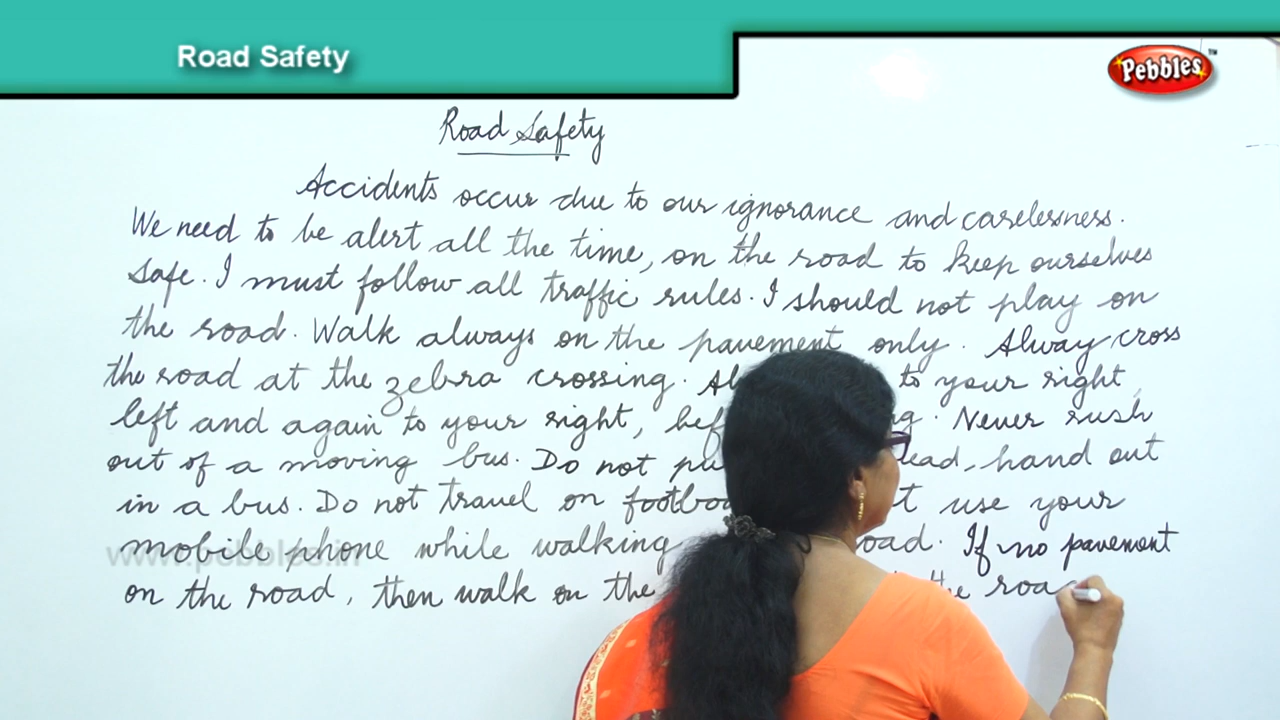 Road Safety
Pebbles™
Road Safety
Accidents occur due to our ignorance and carelessness.
We need to be alert all the time, on the road to keep ourselves
safe. I must follow all traffic rules. I should not play on
the road. Walk always on the pavement only. Alway cross
the road at the zebra crossing. to your right,
left and again to your right, Never rush
out of a moving bus. Do not hand out
in a bus. Do not travel on use your
mobile phone while walking If no pavement
on the road, then walk on the
www.pebbles.in